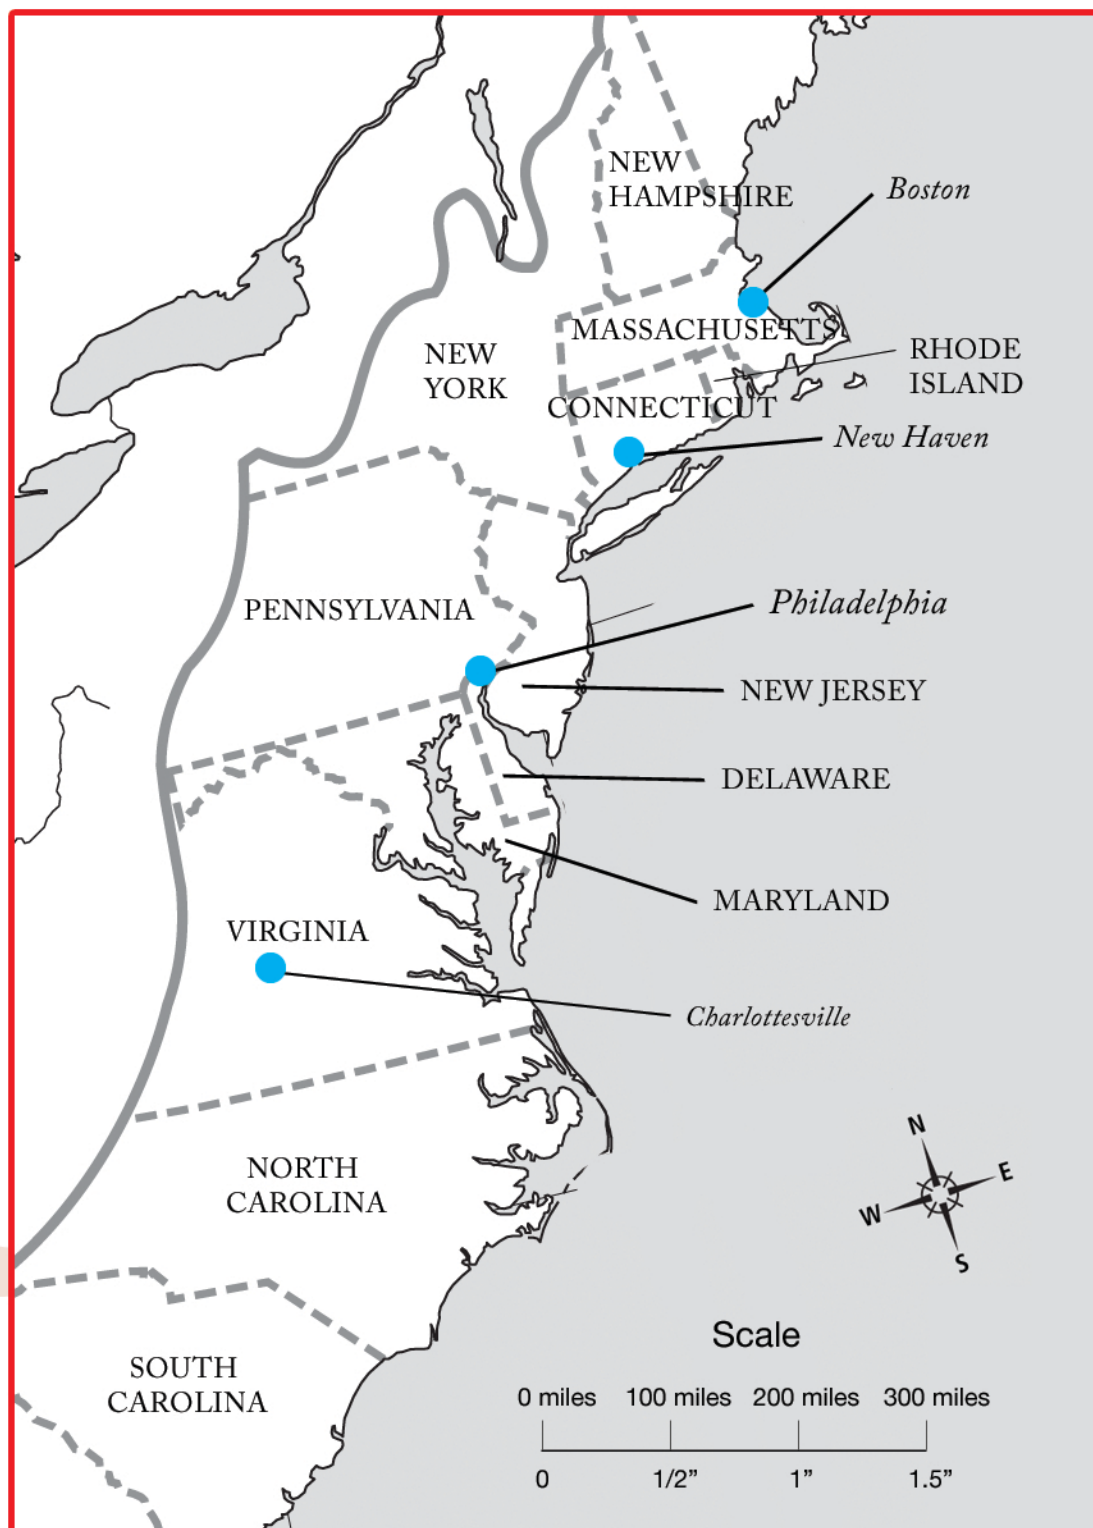 NEW
HAMPSHIRE
Boston
MASSACHUSETTS
NEW
YORK
RHODE
ISLAND
CONNECTICUT
New Haven
Philadelphia
PENNSYLVANIA
NEW JERSEY
DELAWARE
MARYLAND
VIRGINIA
Charlottesville
N
E
W
S
NORTH
CAROLINA
Scale
SOUTH
CAROLINA
0 miles 100 miles 200 miles 300 miles
0 1/2” 1” 1.5”